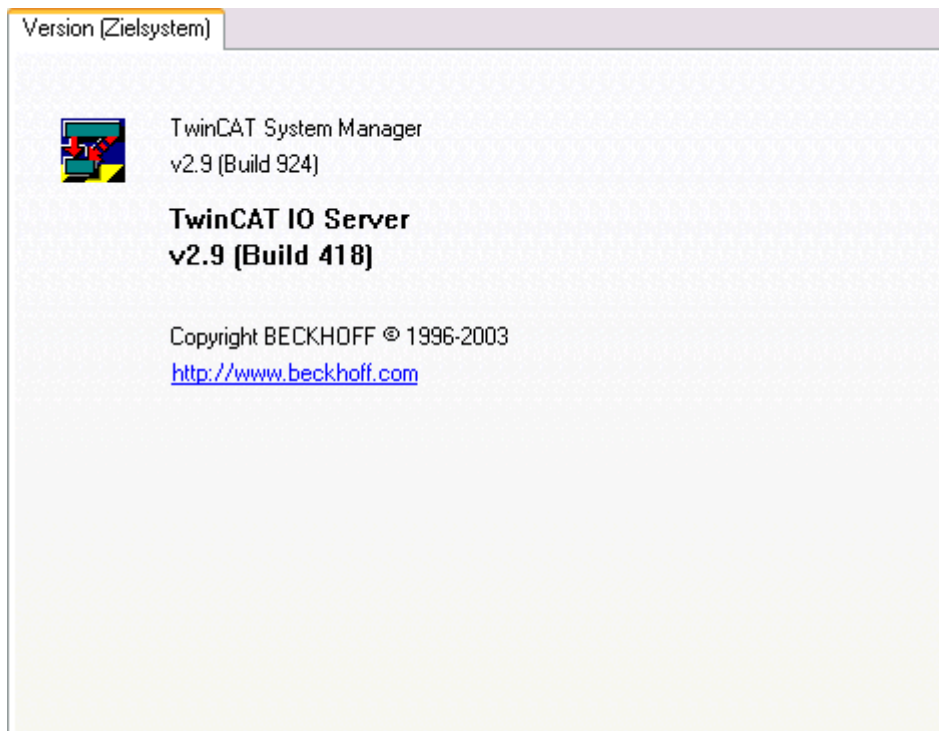 Version (Zielsystem)
TwinCAT System Manager
v2.9 (Build 924)
TwinCAT IO Server
v2.9 (Build 418)
Copyright BECKHOFF © 1996-2003
http://www.beckhoff.com